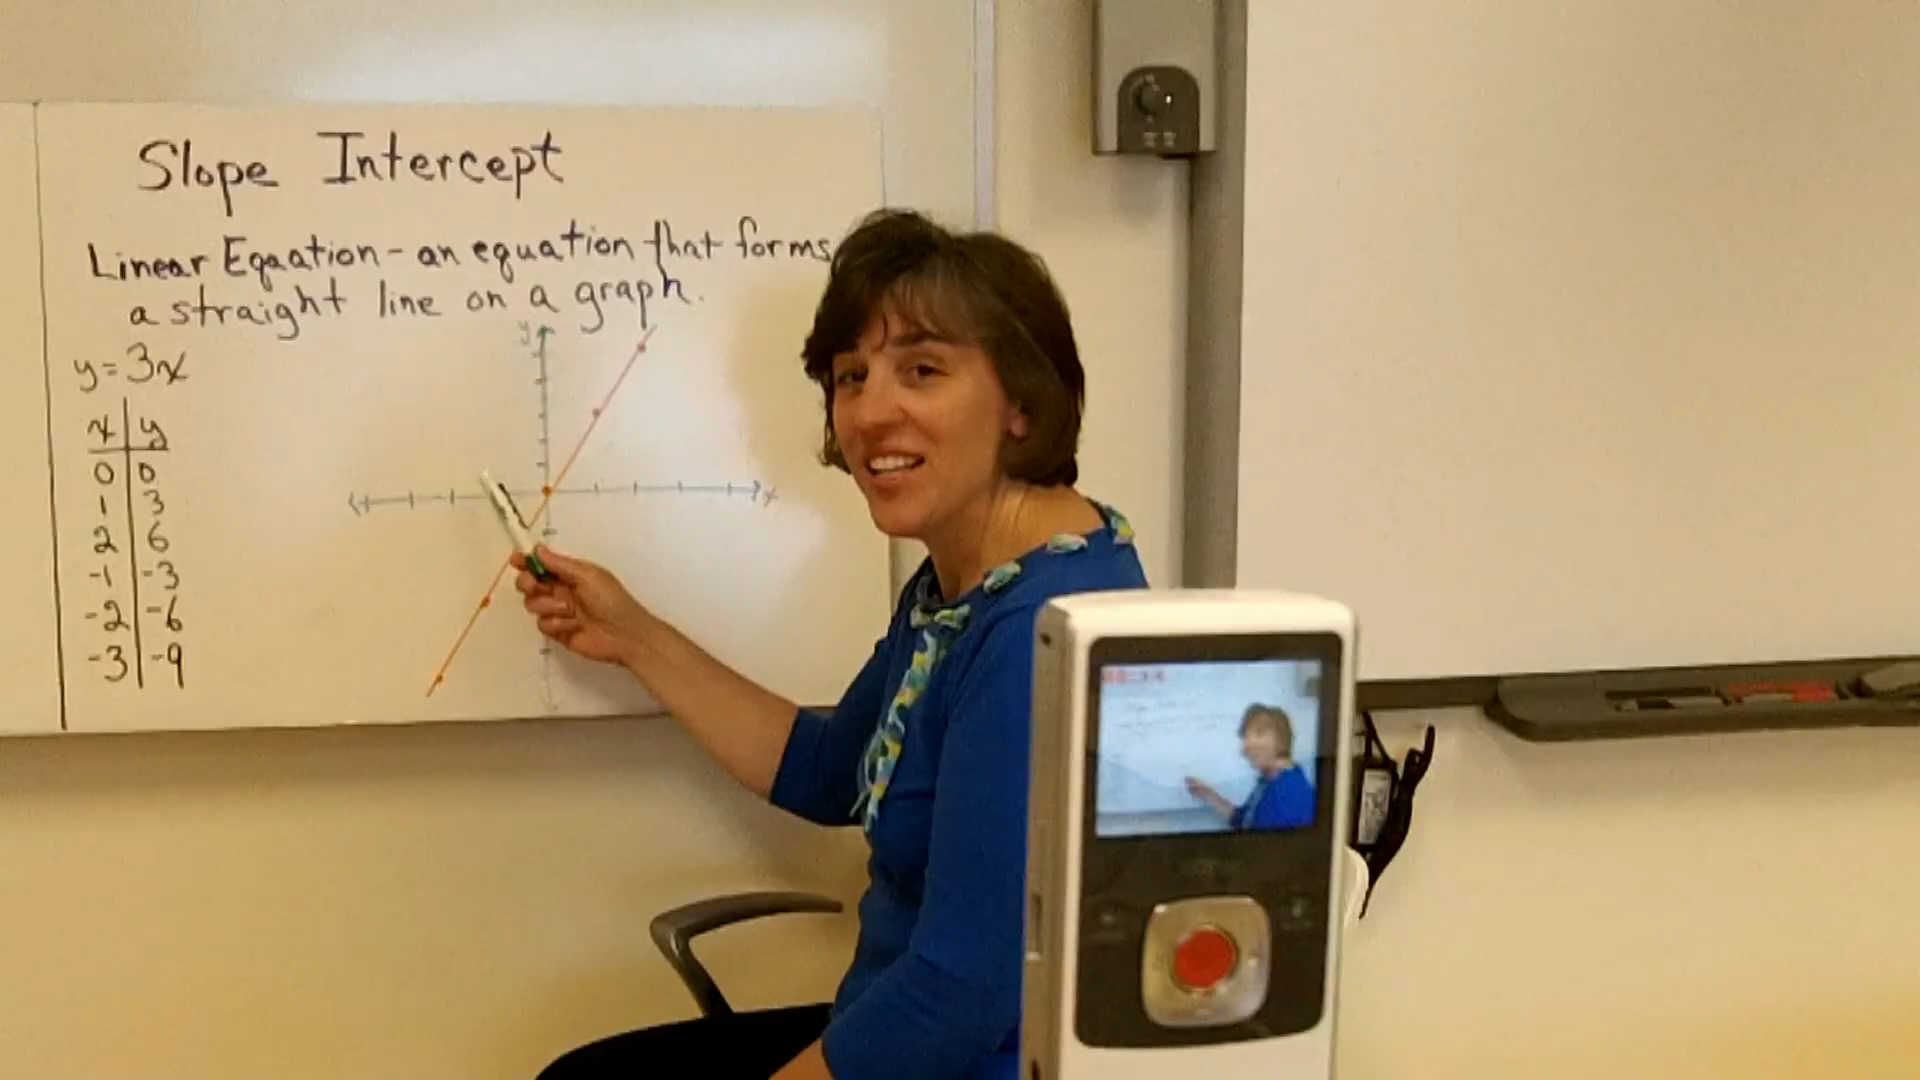 Slope Intercept
Linear Eqaation - an equation that forms
a straight line on a graph.
y
y = 3x
x y
0 0
x
1 3
2 6
-1 -3
-2 -6
-3 -9